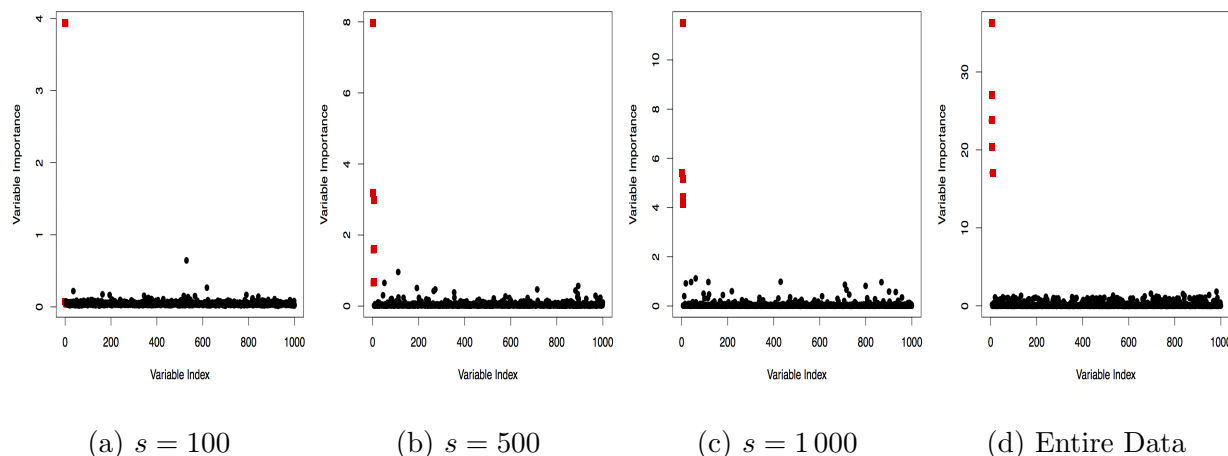 Variable Importance
4
3
2
1
0
0 200 400 600 800 1000
Variable Index
(a) s = 100
Variable Importance
8
6
4
2
0
0 200 400 600 800 1000
Variable Index
(b) s = 500
Variable Importance
10
8
6
4
2
0
0 200 400 600 800 1000
Variable Index
(c) s = 1 000
Variable Importance
30
20
10
0
0 200 400 600 800 1000
Variable Index
(d) Entire Data